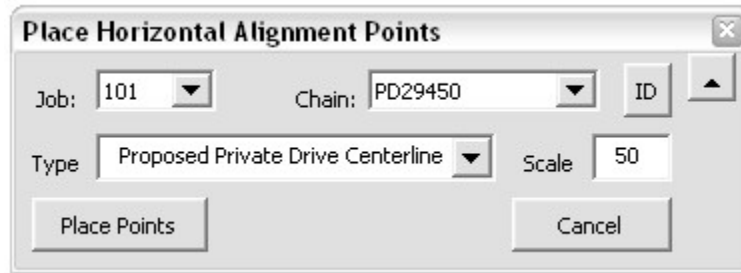 Place Horizontal Alignment Points
Job: 101 Chain: PD29450 ID
Type Proposed Private Drive Centerline Scale 50
Place Points Cancel